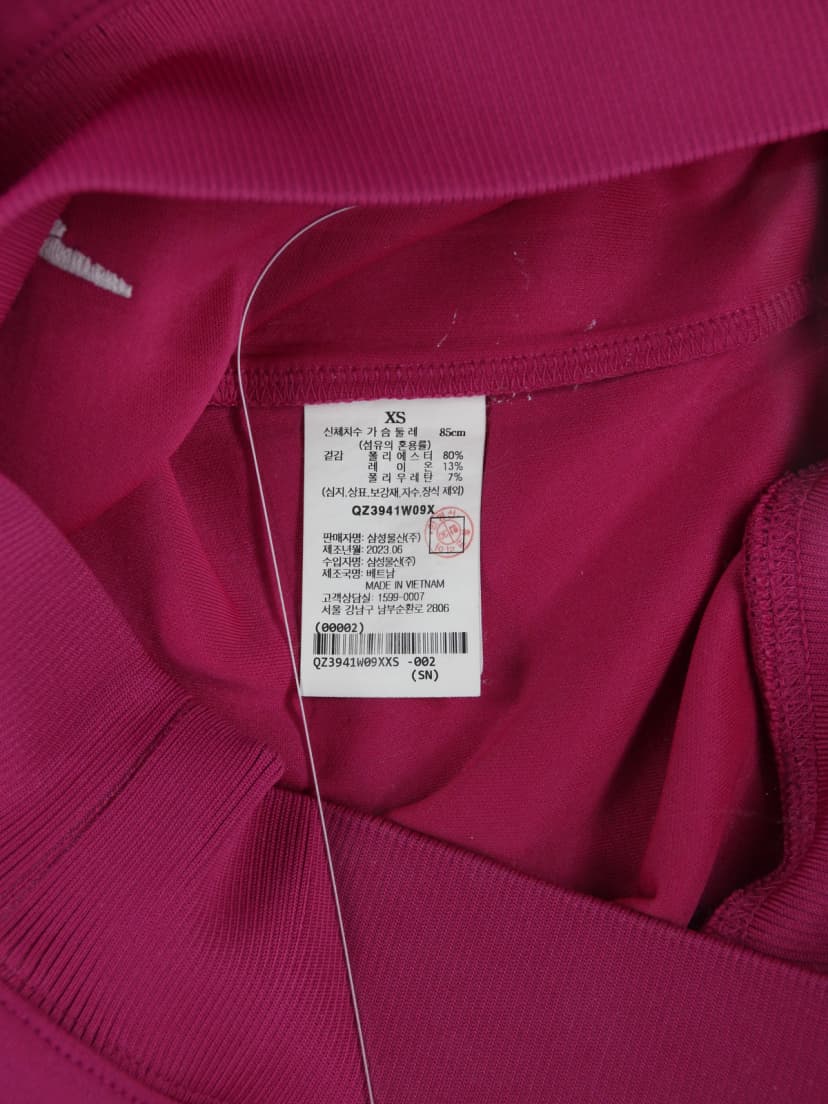 XS
신체치수 가슴둘레 85cm
(섬유의 혼용률)
겉감 폴리에스터 80%
레이온 13%
폴리우레탄 7%
(심지,상표,보강재,자수,장식 제외)
QZ3941W09X
판매자명: 삼성물산(주)
제조년월: 2023.06
수입자명: 삼성물산(주)
제조국명: 베트남
MADE IN VIETNAM
고객상담실: 1599-0007
서울 강남구 남부순환로 2806
(00002)
QZ3941W09XXS -002
(SN)